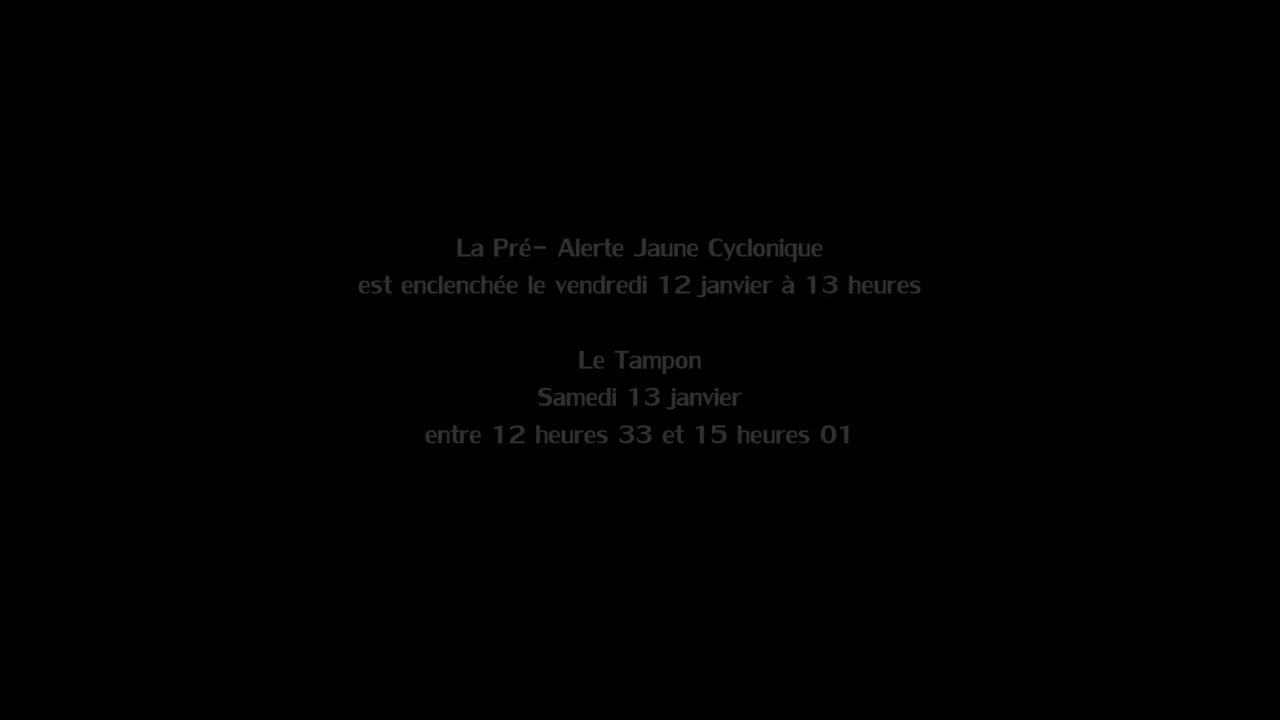 La Pré- Alerte Jaune Cyclonique
est enclenchée le vendredi 12 janvier à 13 heures
Le Tampon
Samedi 13 janvier
entre 12 heures 33 et 15 heures 01